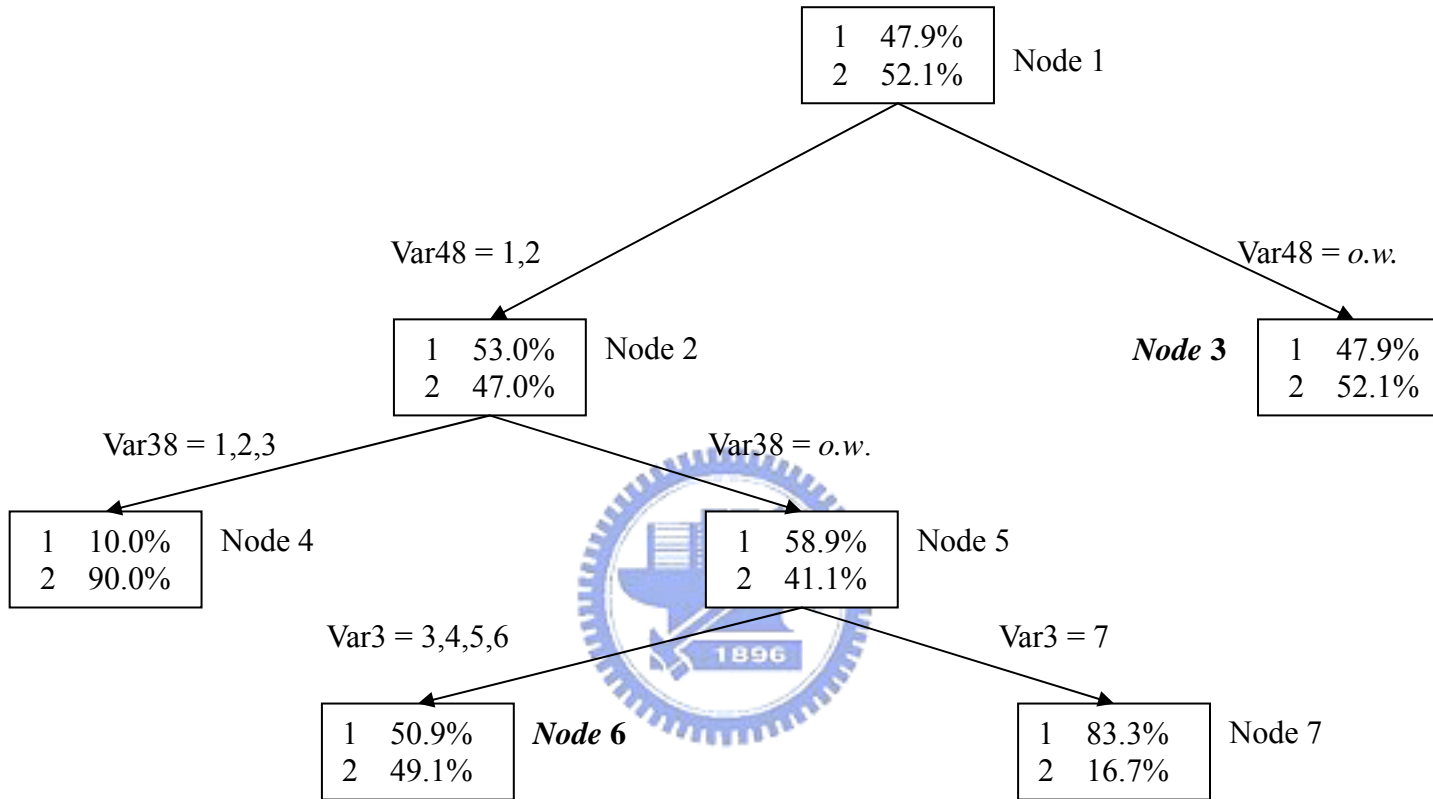 1 47.9%
2 52.1%
Node 1
Var48 = 1,2
Var48 = o.w.
1 53.0%
2 47.0%
Node 2
Node 3
1 47.9%
2 52.1%
Var38 = 1,2,3
Var38 = o.w.
1 10.0%
2 90.0%
Node 4
1 58.9%
2 41.1%
Node 5
Var3 = 3,4,5,6
Var3 = 7
1896
1 50.9%
2 49.1%
Node 6
1 83.3%
2 16.7%
Node 7